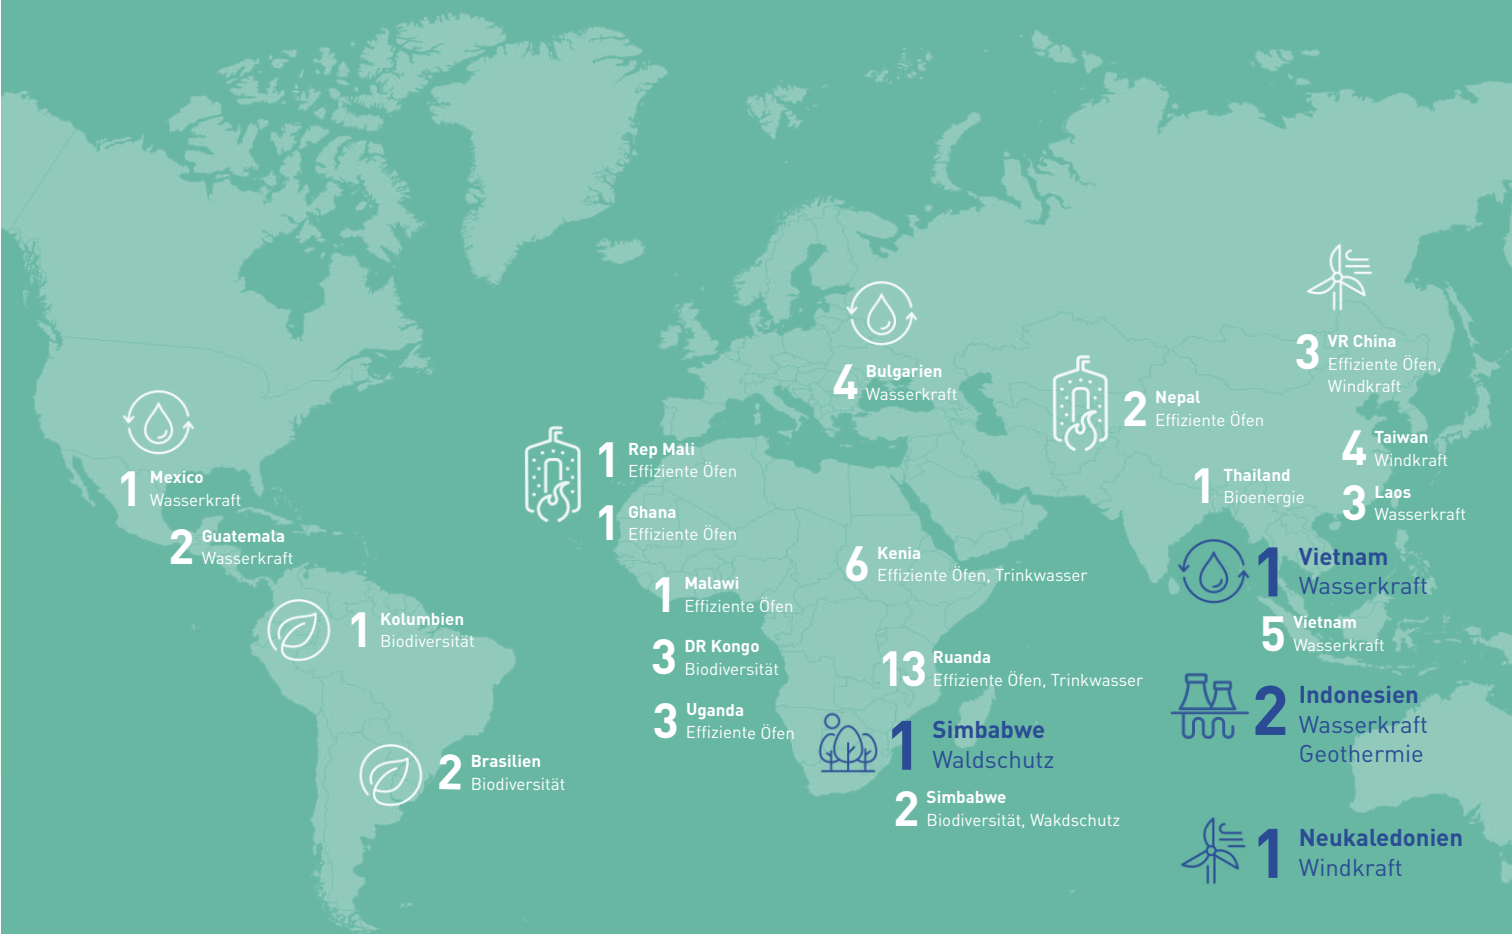 1 Mexico
Wasserkraft
2 Guatemala
Wasserkraft
1 Kolumbien
Biodiversität
2 Brasilien
Biodiversität
1 Rep Mali
Effiziente Öfen
1 Ghana
Effiziente Öfen
1 Malawi
Effiziente Öfen
3 DR Kongo
Biodiversität
3 Uganda
Effiziente Öfen
4 Bulgarien
Wasserkraft
6 Kenia
Effiziente Öfen, Trinkwasser
13 Ruanda
Effiziente Öfen, Trinkwasser
1 Simbabwe
Waldschutz
2 Simbabwe
Biodiversität, Wakdschutz
2 Nepal
Effiziente Öfen
3 VR China
Effiziente Öfen,
Windkraft
4 Taiwan
Windkraft
1 Thailand
Bioenergie
3 Laos
Wasserkraft
1 Vietnam
Wasserkraft
5 Vietnam
Wasserkraft
2 Indonesien
Wasserkraft
Geothermie
1 Neukaledonien
Windkraft